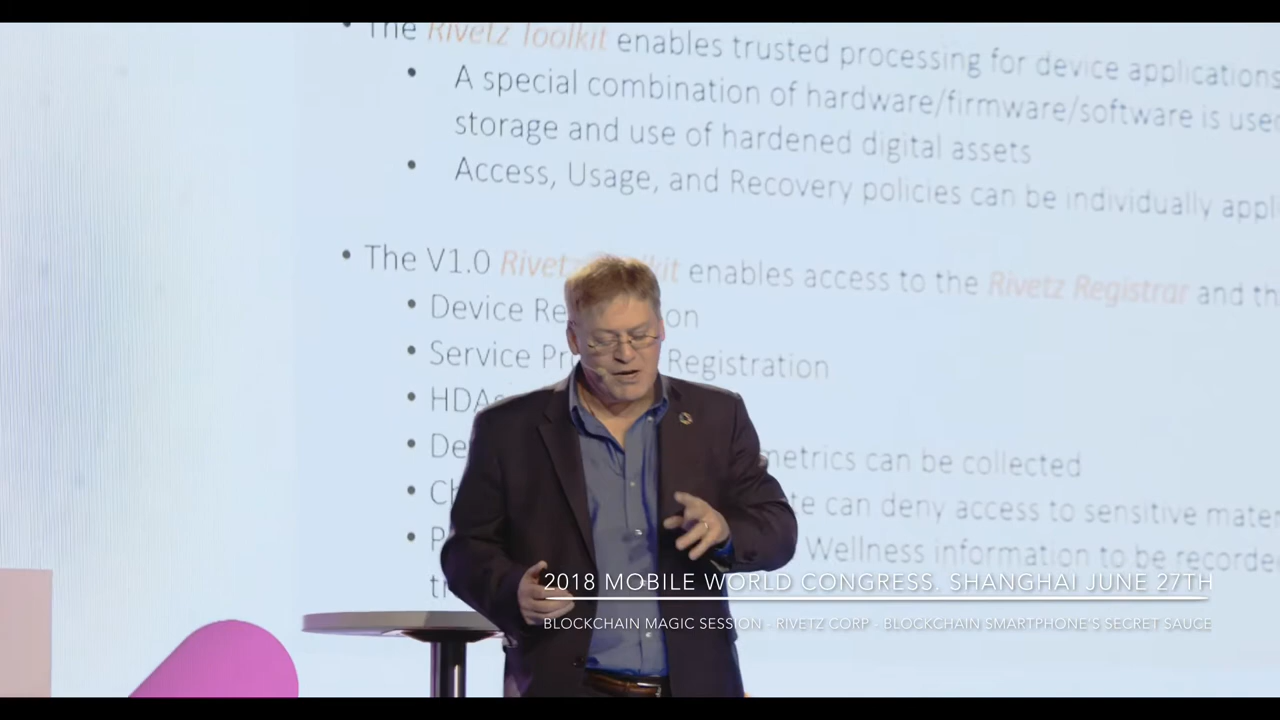 • The Rivetz Toolkit enables trusted processing for device applications
• A special combination of hardware/firmware/software is used
storage and use of hardened digital assets
• Access, Usage, and Recovery policies can be individually appl
• The V1.0 Rivetz Toolkit enables access to the Rivetz Registrar and th
• Device Re on
• Service Pr Registration
• HDAs
• De metrics can be collected
• Ch te can deny access to sensitive mater
• P Wellness information to be recorde
2018 MOBILE WORLD CONGRESS. SHANGHAI JUNE 27TH
BLOCKCHAIN MAGIC SESSION - RIVETZ CORP - BLOCKCHAIN SMARTPHONE'S SECRET SAUCE